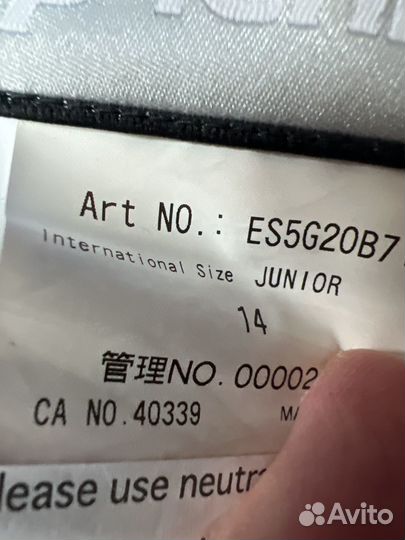 Art NO.: ES5G20B7
International Size JUNIOR
14
管理NO. 00002
CA NO. 40339 MA
lease use neutr
Avito